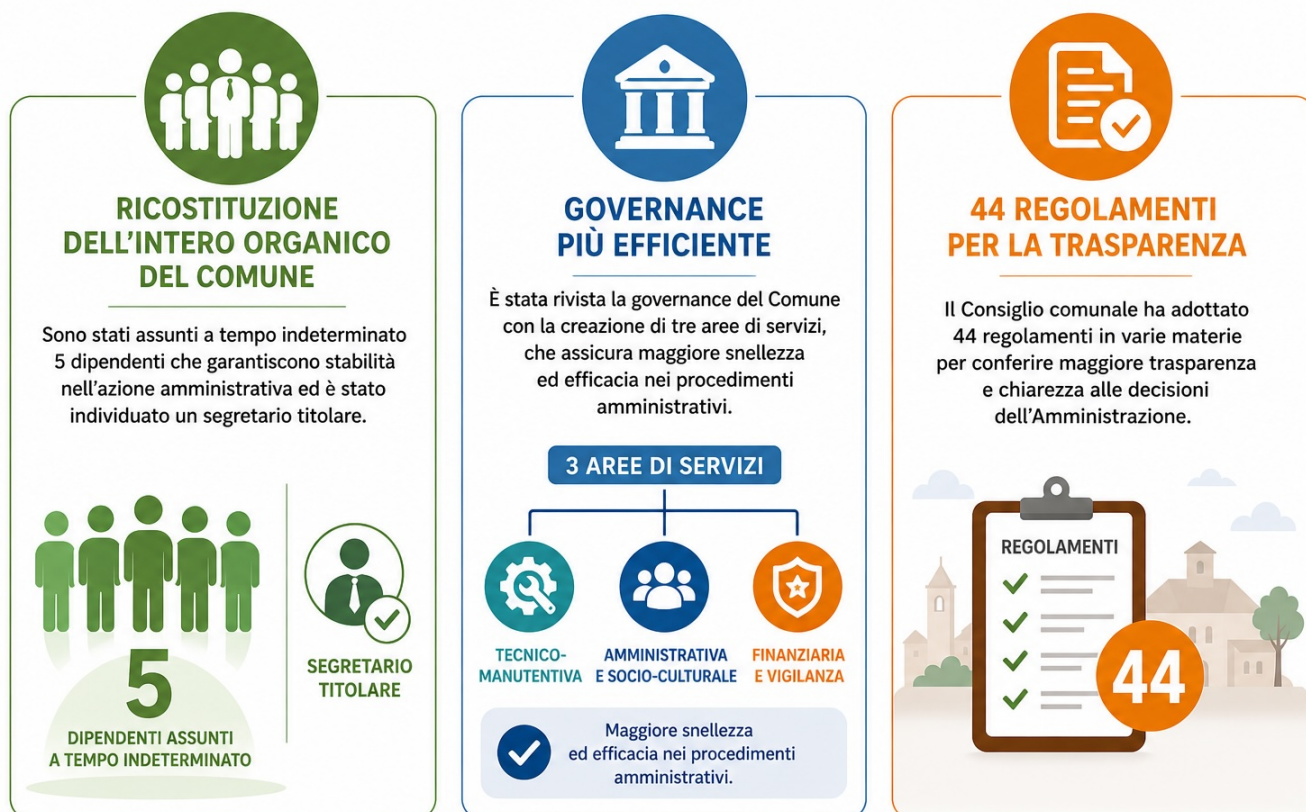 RICOSTITUZIONE
DELL'INTERO ORGANICO
DEL COMUNE
Sono stati assunti a tempo indeterminato
5 dipendenti che garantiscono stabilità
nell'azione amministrativa ed è stato
individuato un segretario titolare.
5
DIPENDENTI ASSUNTI
A TEMPO INDETERMINATO
SEGRETARIO
TITOLARE
GOVERNANCE
PIÙ EFFICIENTE
È stata rivista la governance del Comune
con la creazione di tre aree di servizi,
che assicura maggiore snellezza
ed efficacia nei procedimenti
amministrativi.
3 AREE DI SERVIZI
TECNICO-
MANUTENTIVA
AMMINISTRATIVA
E SOCIO-CULTURALE
FINANZIARIA
E VIGILANZA
Maggiore snellezza
ed efficacia nei procedimenti
amministrativi.
44 REGOLAMENTI
PER LA TRASPARENZA
Il Consiglio comunale ha adottato
44 regolamenti in varie materie
per conferire maggiore trasparenza
e chiarezza alle decisioni
dell'Amministrazione.
REGOLAMENTI
44